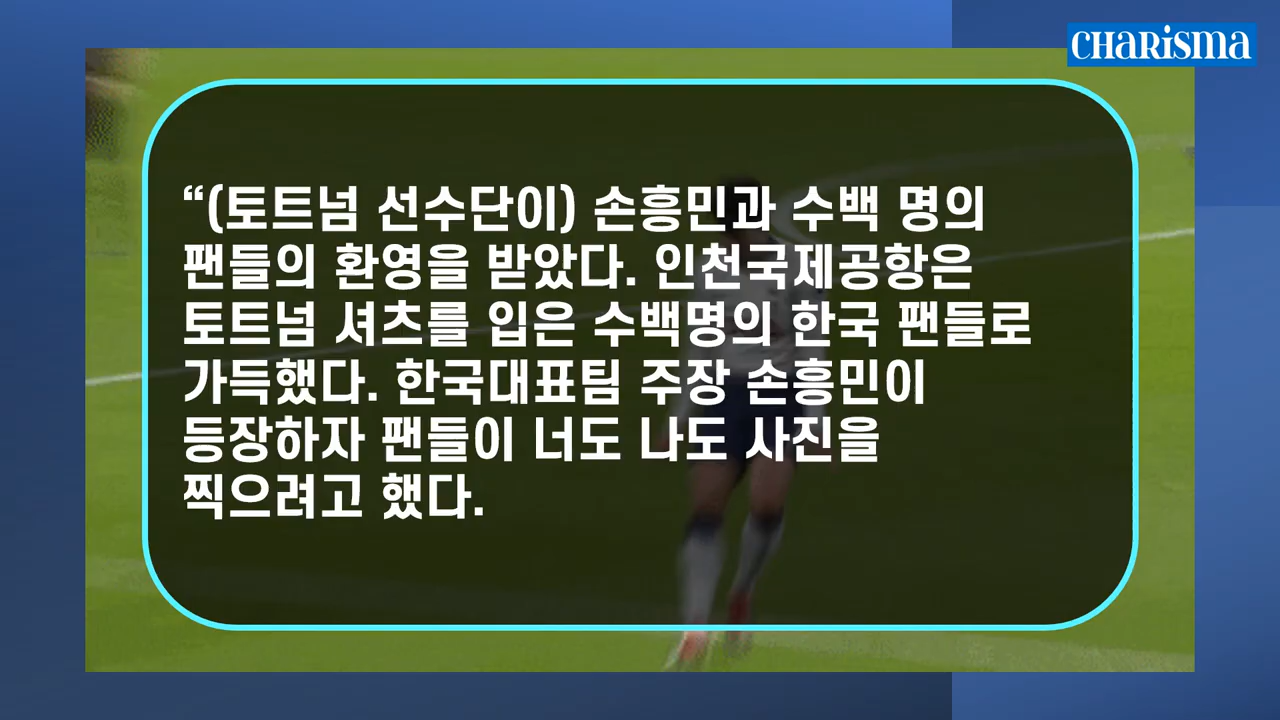 CHARISMA
“(토트넘 선수단이) 손흥민과 수백 명의
팬들의 환영을 받았다. 인천국제공항은
토트넘 셔츠를 입은 수백명의 한국 팬들로
가득했다. 한국대표팀 주장 손흥민이
등장하자 팬들이 너도 나도 사진을
찍으려고 했다.